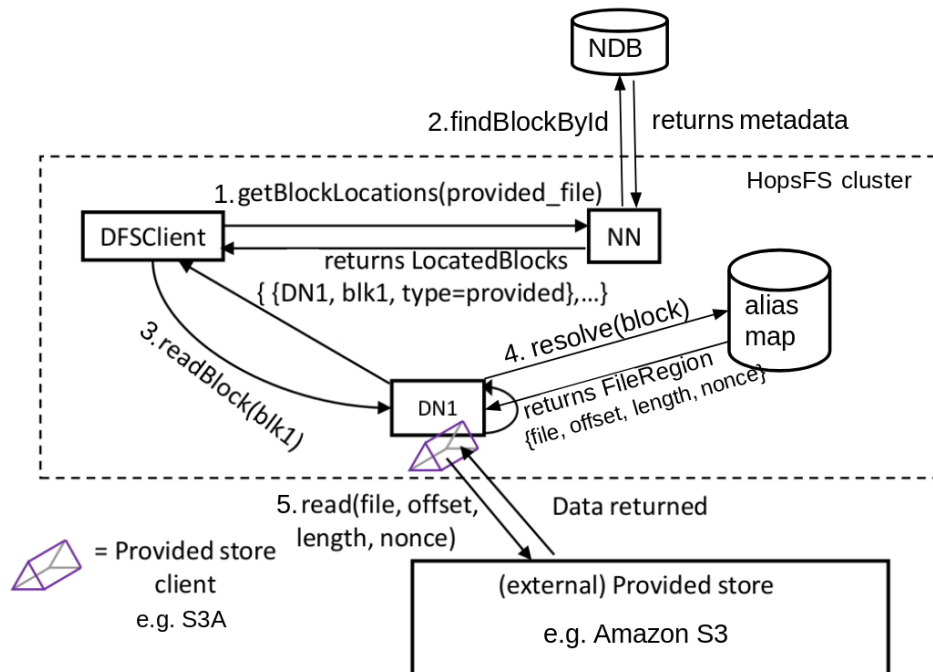 NDB
2.findBlockById
returns metadata
HopsFS cluster
1.getBlockLocations(provided_file)
DFSClient
NN
returns LocatedBlocks
{ {DN1, blk1, type=provided},...}
alias
map
3.readBlock(blk1)
4. resolve(block)
returns FileRegion
{file, offset, length, nonce}
DN1
5.read(file, offset,
length, nonce)
Data returned
= Provided store
client
e.g. S3A
(external) Provided store
e.g. Amazon S3